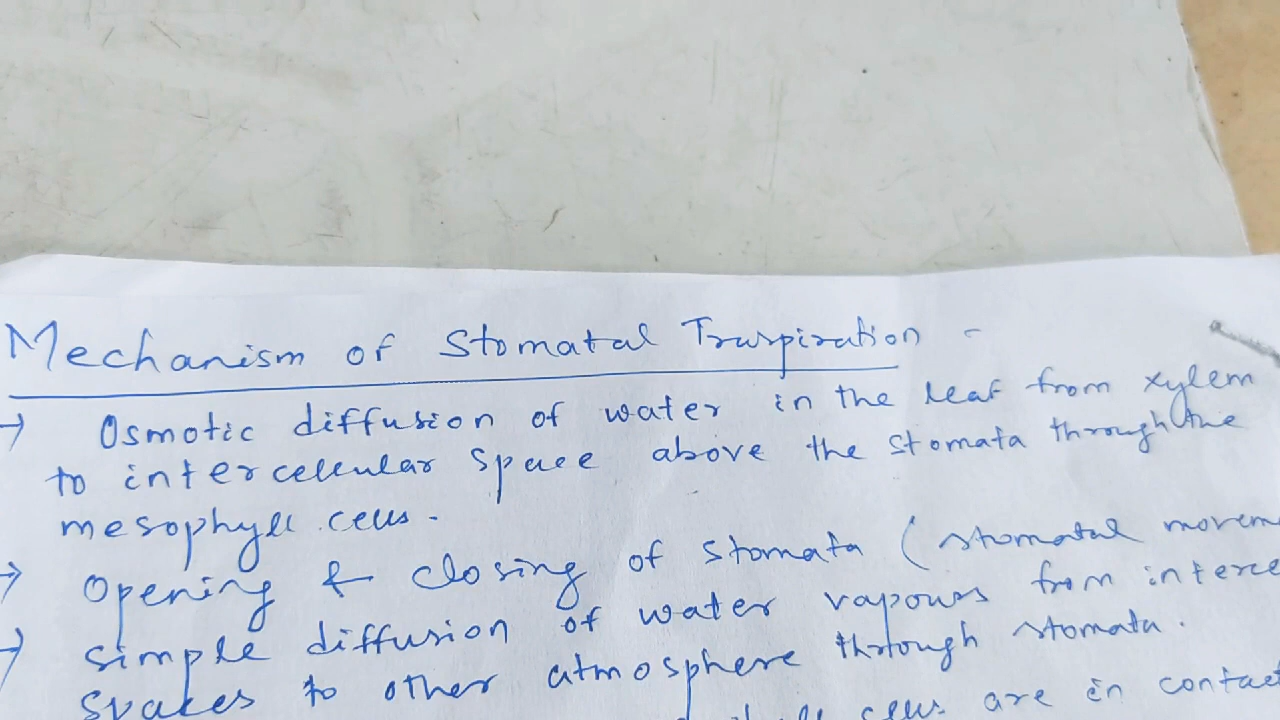 Mechanism of Stomatal Trurpiration -
→ Osmotic diffusion of water in the leaf from xylem
to intercellular space above the stomata through the
mesophyll cells.
→ Opening & closing of stomata (stomatal movem
→ Simple diffusion of water vapours from interce
spaces to other atmosphere through stomata.
cells are in contact